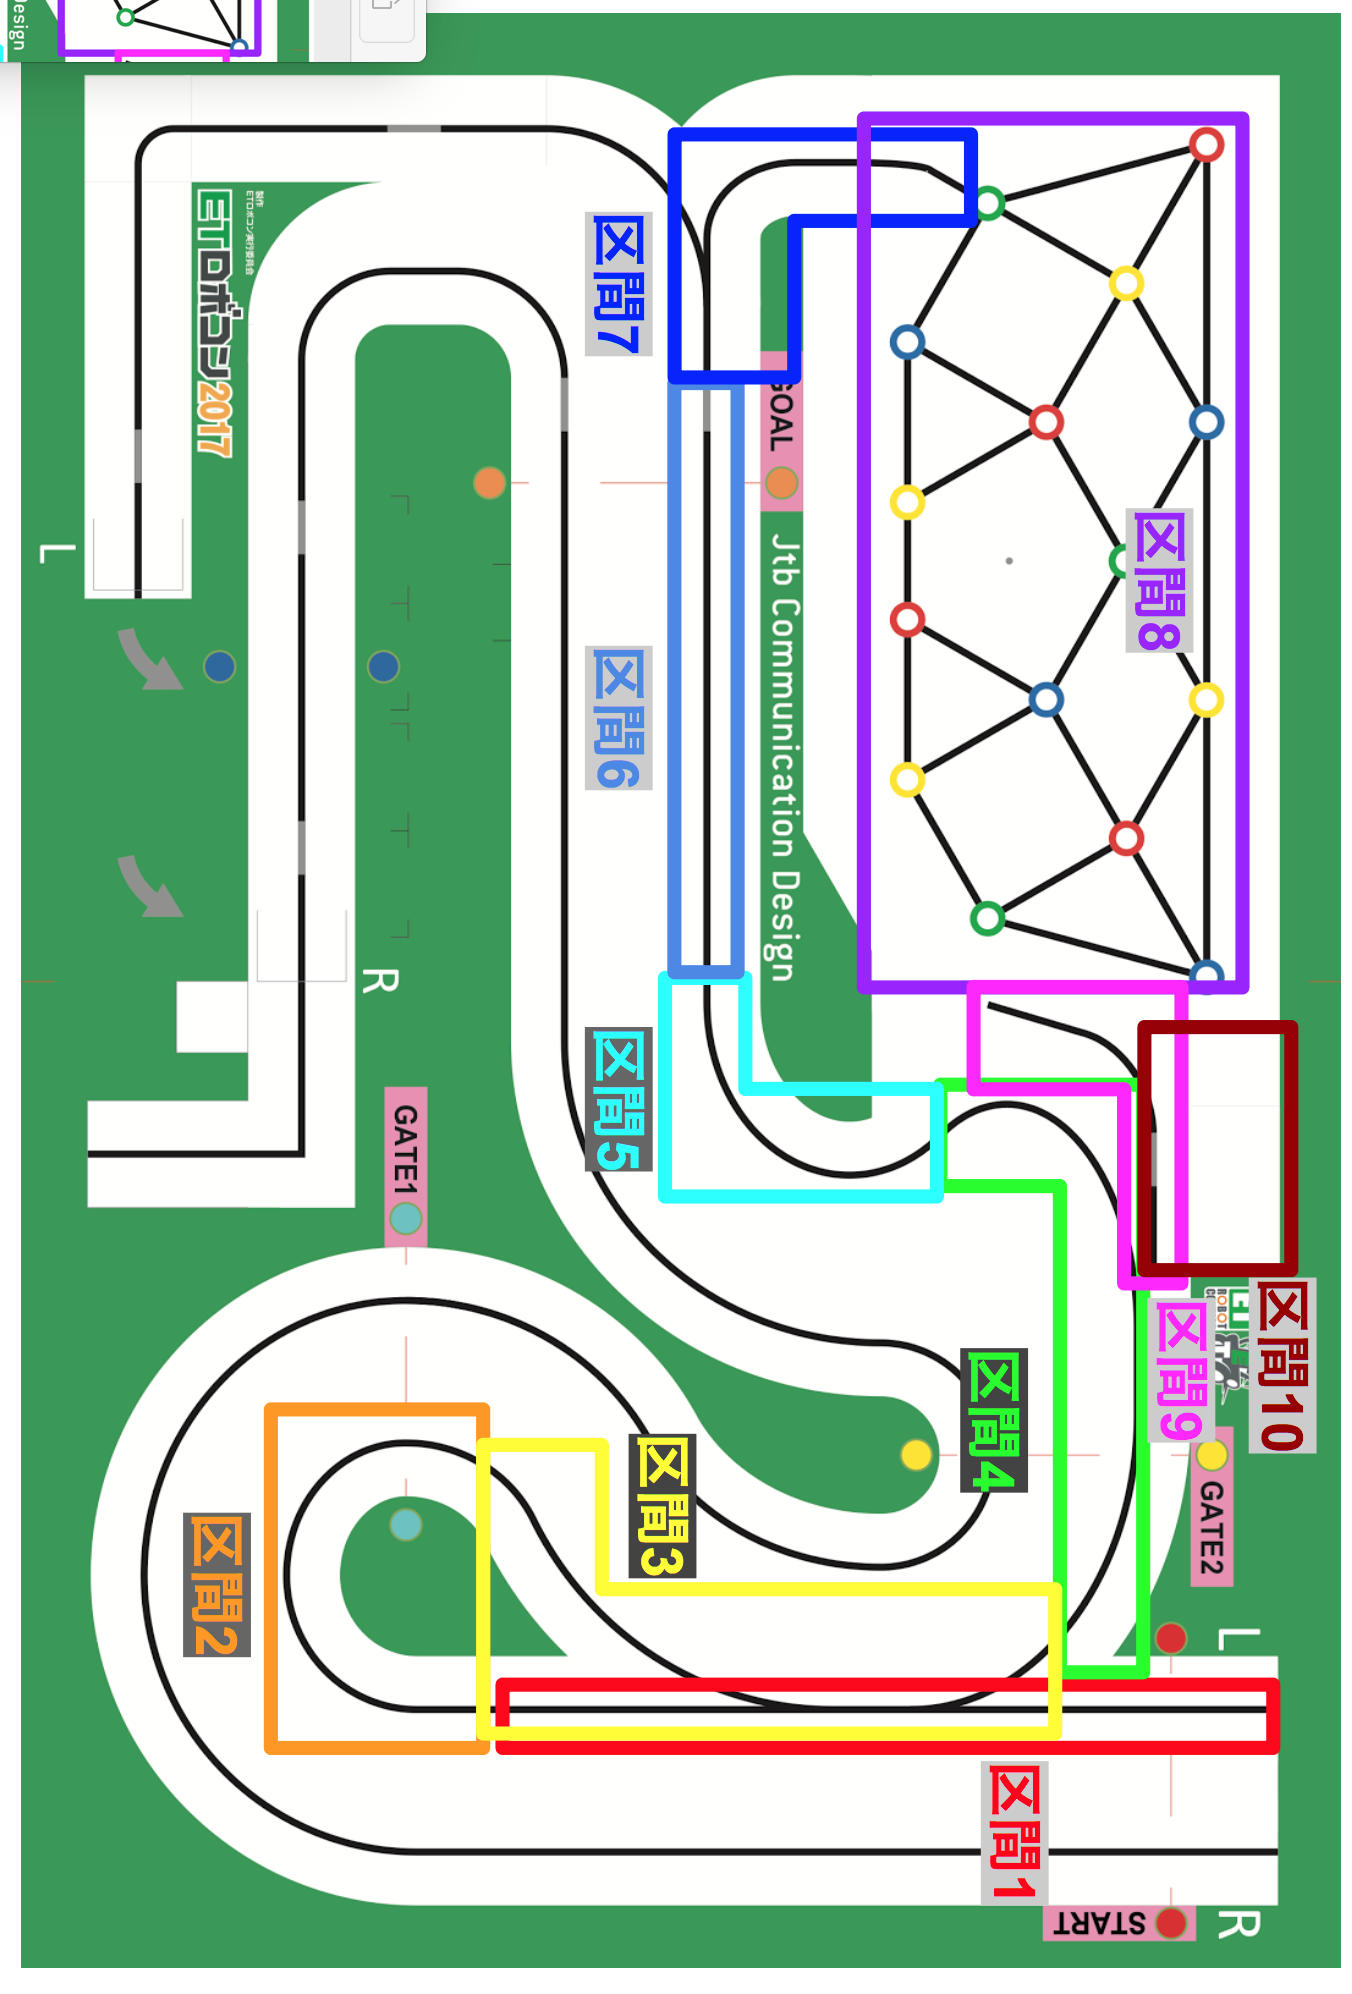 Design
製作
ETロボコン実行委員会
ETロボコン2017
区間7
GOAL
区間8
L
Jtb Communication Design
区間6
R
区間5
GATE1
区間4
区間9
区間10
ROBOT
区間3
GATE2
区間2
L
区間1
START
R